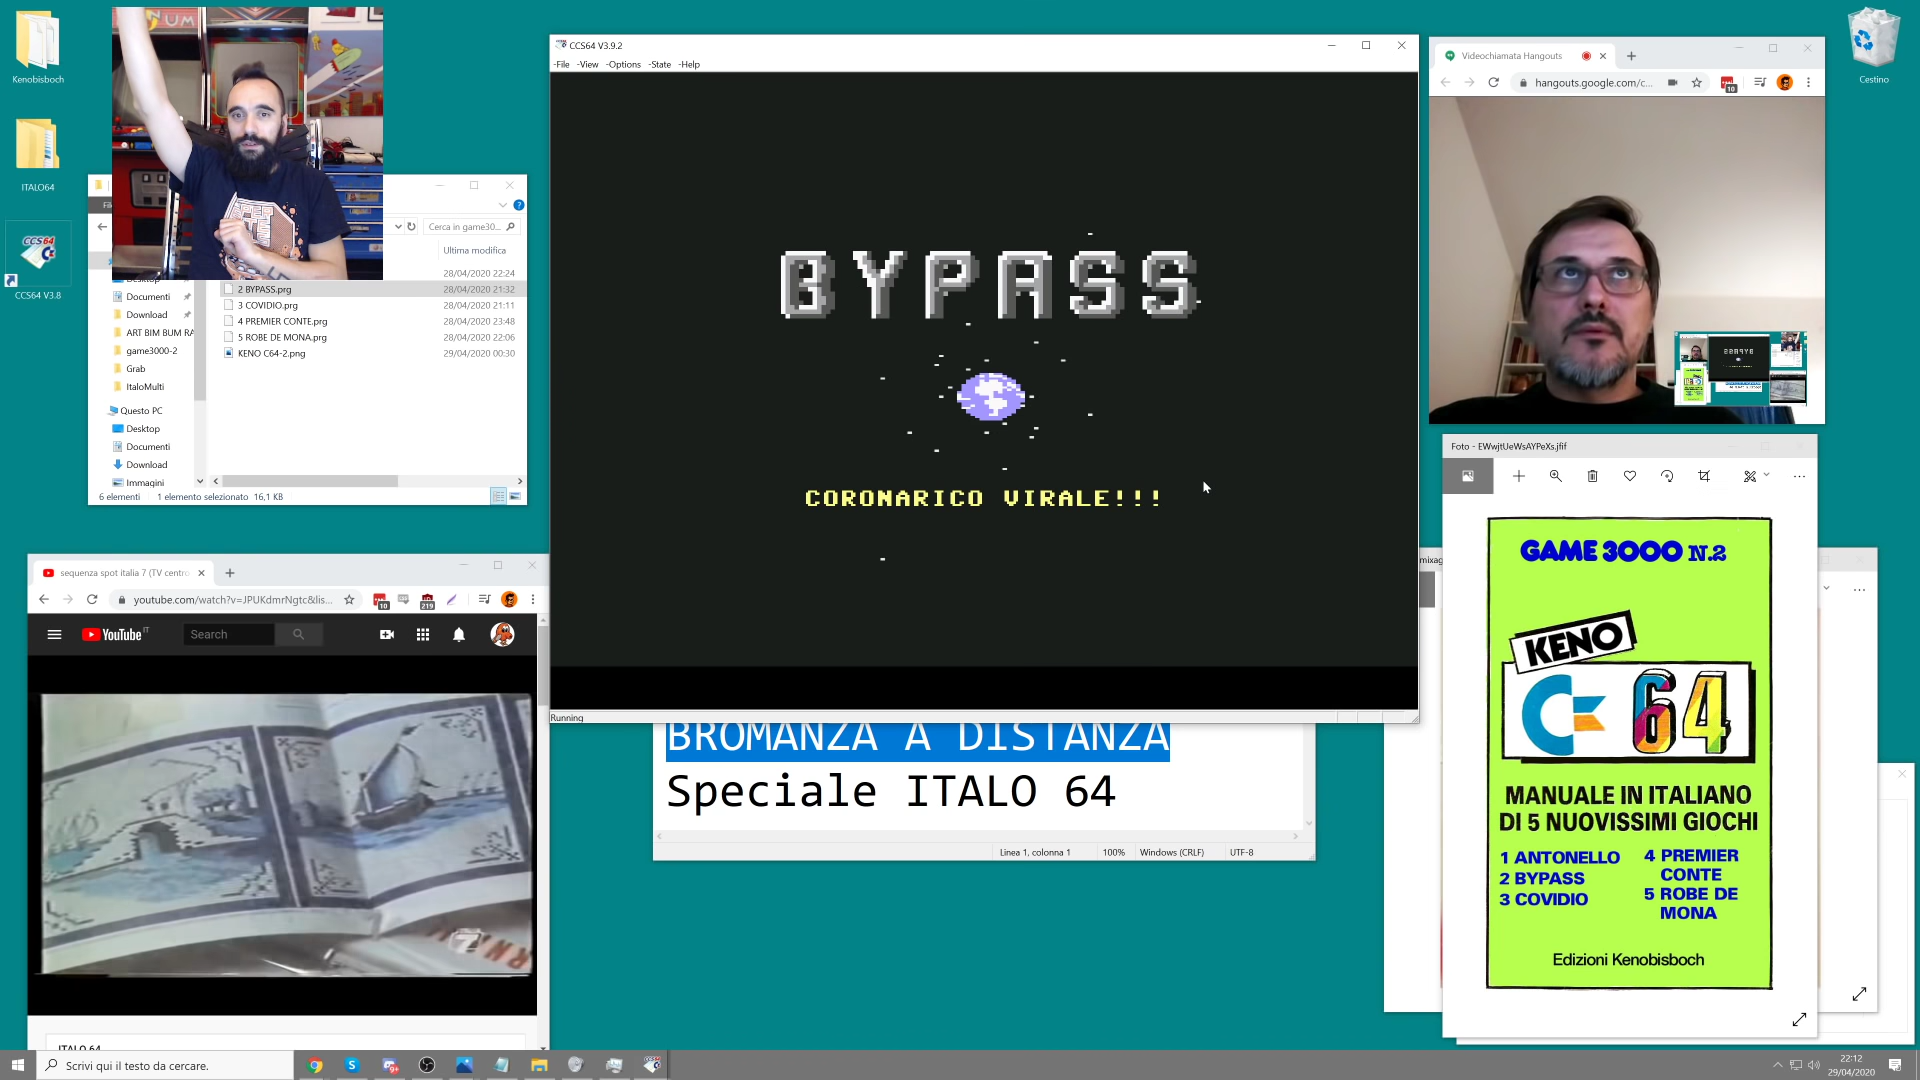 Kenobisboch
ITALO64
CCS64 V3.8
Cestino
Cerca in game30...
Ultima modifica
28/04/2020 22:24
2 BYPASS.prg 28/04/2020 21:32
3 COVIDIO.prg 28/04/2020 21:11
4 PREMIER CONTE.prg 28/04/2020 23:48
5 ROBE DE MONA.prg 28/04/2020 22:06
KENO C64-2.png 29/04/2020 00:30
Documenti
Download
ART BIM BUM RA
game3000-2
Grab
ItaloMulti
Questo PC
Desktop
Documenti
Download
Immagini
6 elementi 1 elemento selezionato 16,1 KB
CCS64 V3.9.2
-File -View -Options -State -Help
BYPASS
CORONARICO VIRALE!!!
Running
Videochiamata Hangouts
hangouts.google.com/c...
10
Foto - EWwjtUeWsAYPeXs.jfif
GAME 3000 N.2
KENO
C 64
MANUALE IN ITALIANO
DI 5 NUOVISSIMI GIOCHI
1 ANTONELLO
2 BYPASS
3 COVIDIO
4 PREMIER
CONTE
5 ROBE DE
MONA
Edizioni Kenobisboch
sequenza spot italia 7 (TV centro
youtube.com/watch?v=JPUKdmrNgtc&lis...
10
219
YouTube IT
Search
ITALO 64
BROMANZA A DISTANZA
Speciale ITALO 64
Linea 1, colonna 1 100% Windows (CRLF) UTF-8
Scrivi qui il testo da cercare.
22:12
29/04/2020